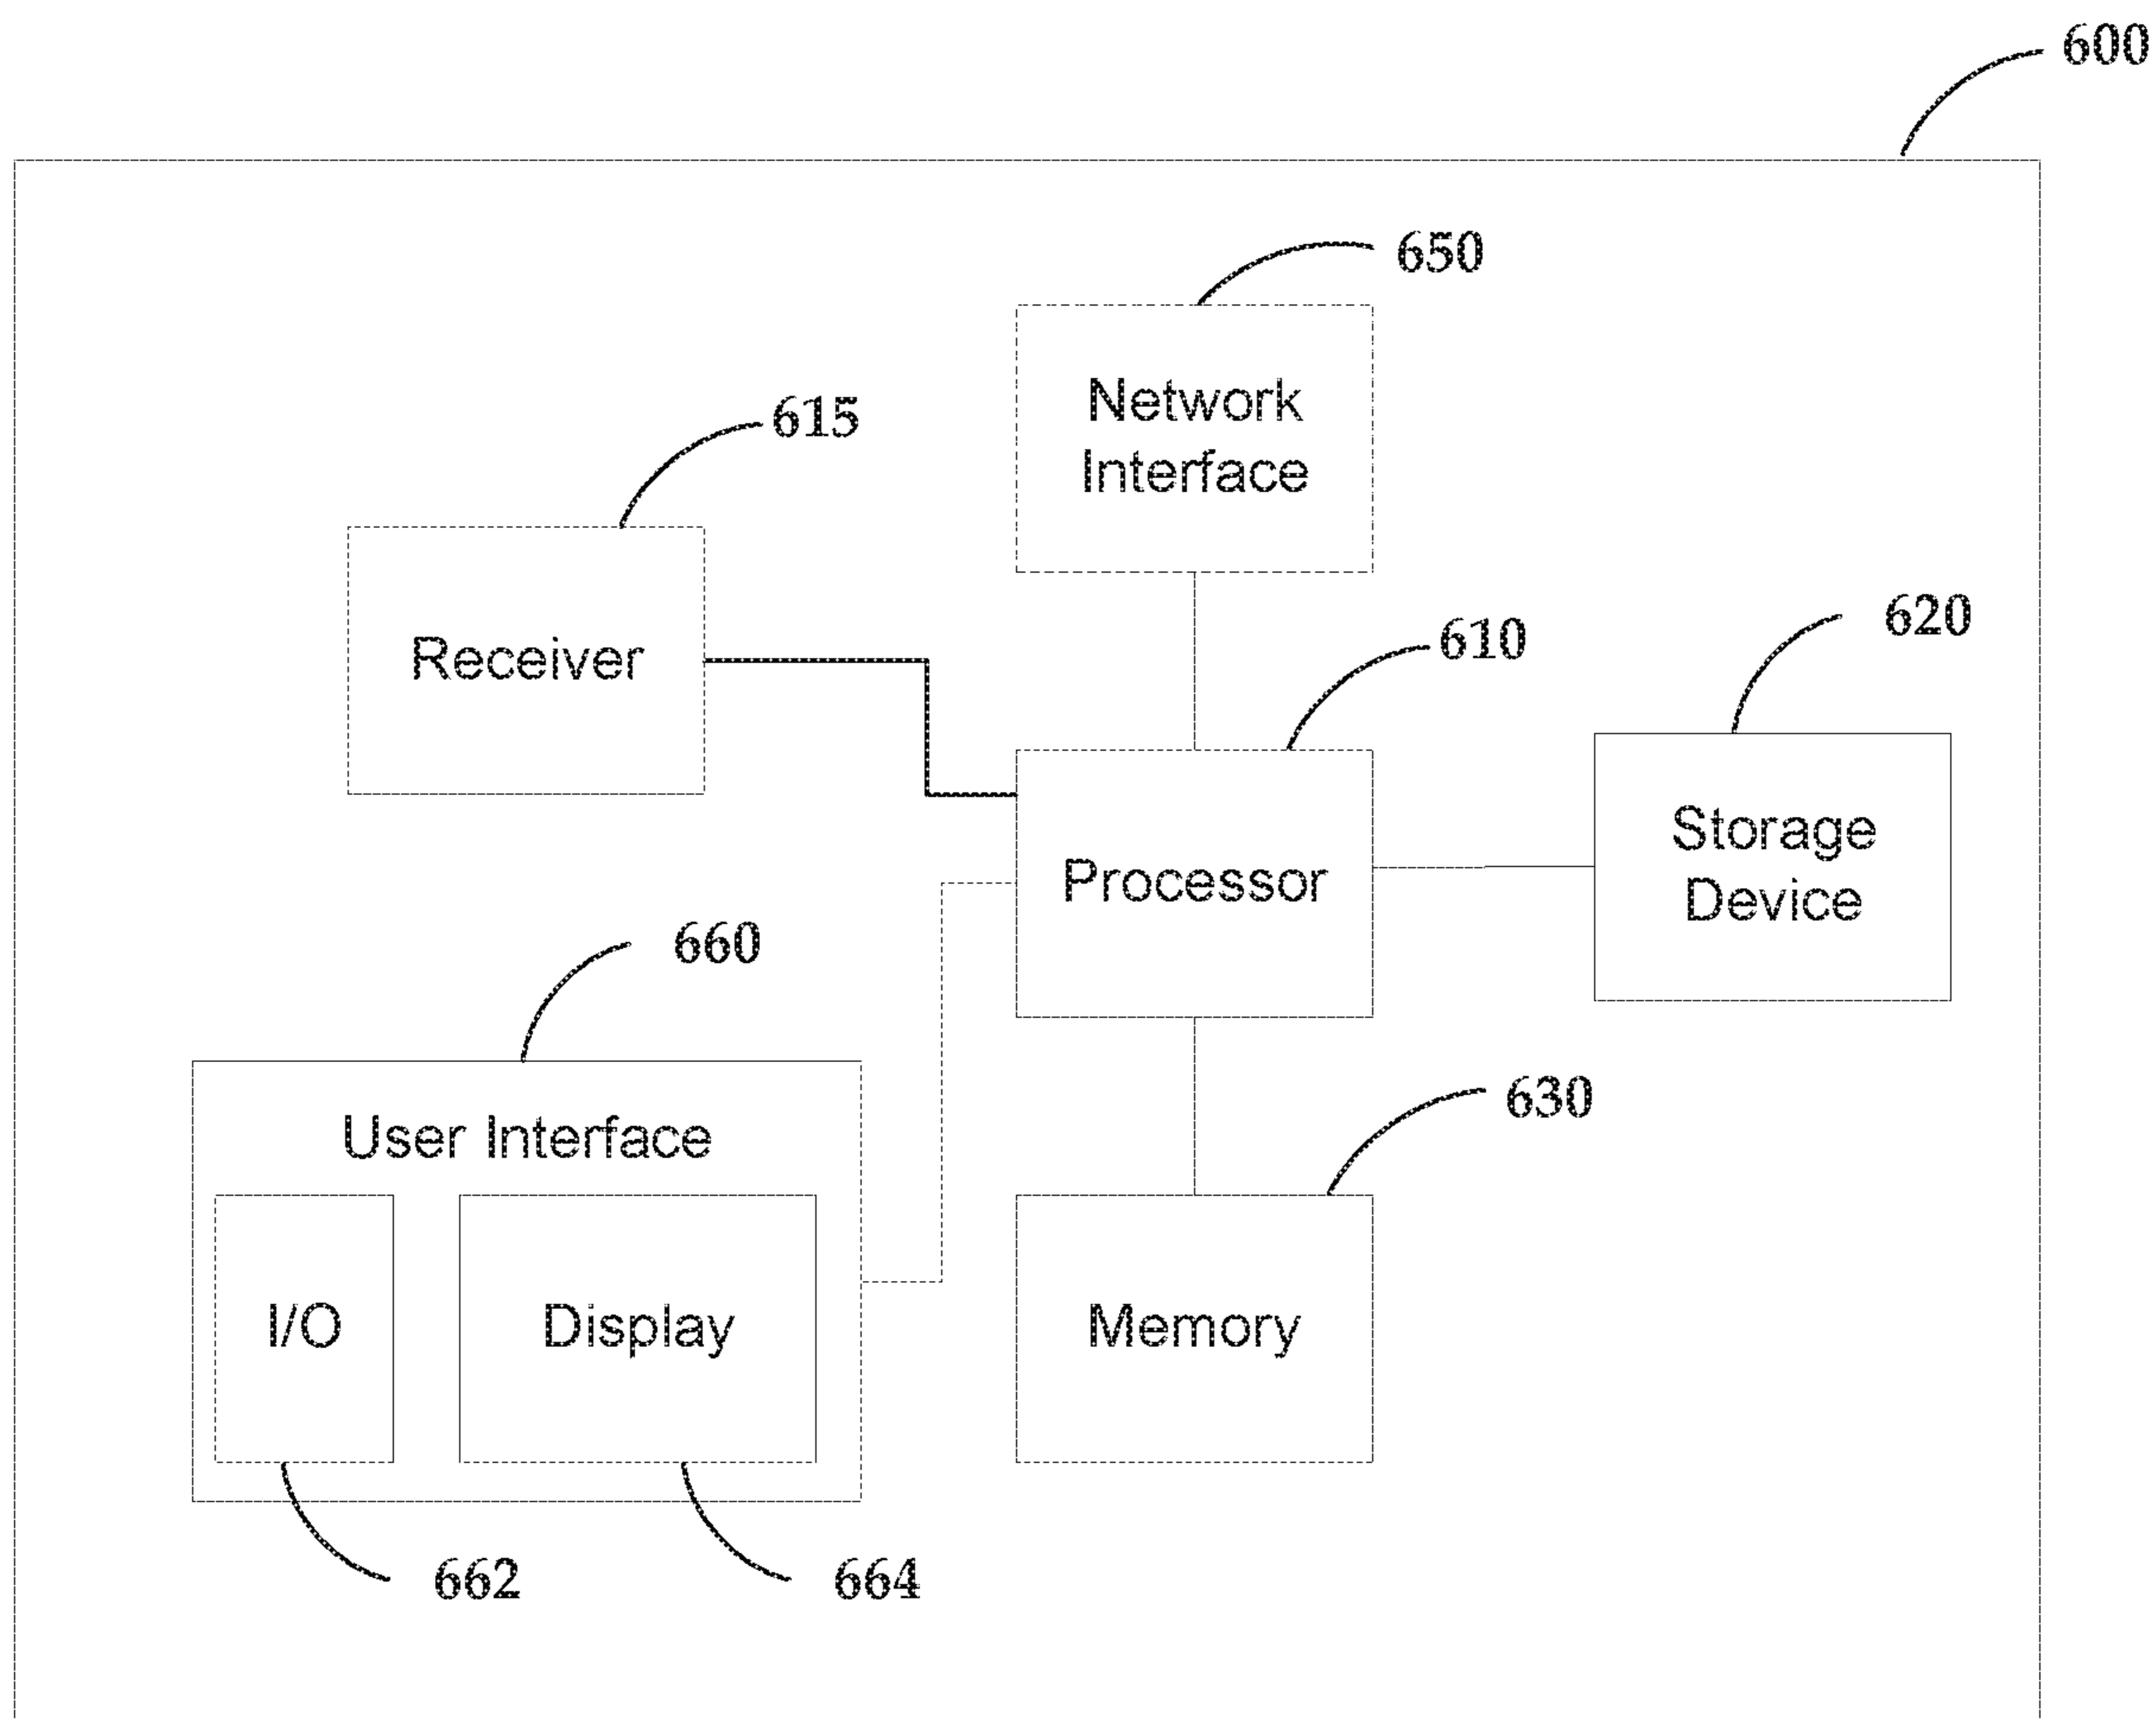 600
650
Network
Interface
615
Receiver
610
Processor
620
Storage
Device
660
User Interface
I/O
Display
630
Memory
662
664